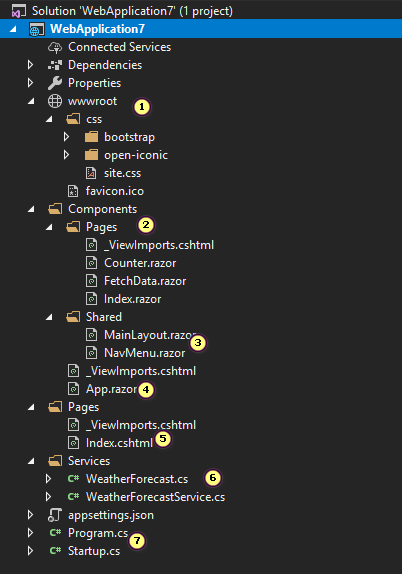 Solution 'WebApplication7' (1 project)
WebApplication7
Connected Services
Dependencies
Properties
wwwroot 1
css
bootstrap
open-iconic
site.css
favicon.ico
Components
Pages 2
_ViewImports.cshtml
Counter.razor
FetchData.razor
Index.razor
Shared
MainLayout.razor
NavMenu.razor 3
_ViewImports.cshtml
App.razor 4
Pages
_ViewImports.cshtml
Index.cshtml 5
Services
C# WeatherForecast.cs 6
C# WeatherForecastService.cs
appsettings.json
C# Program.cs 7
C# Startup.cs